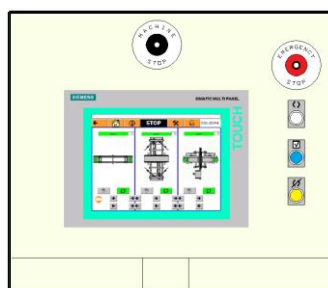 MACHINE
STOP
EMERGENCY
STOP
SIEMENS
SIMATIC MULTI PANEL
STOP
TOUCH